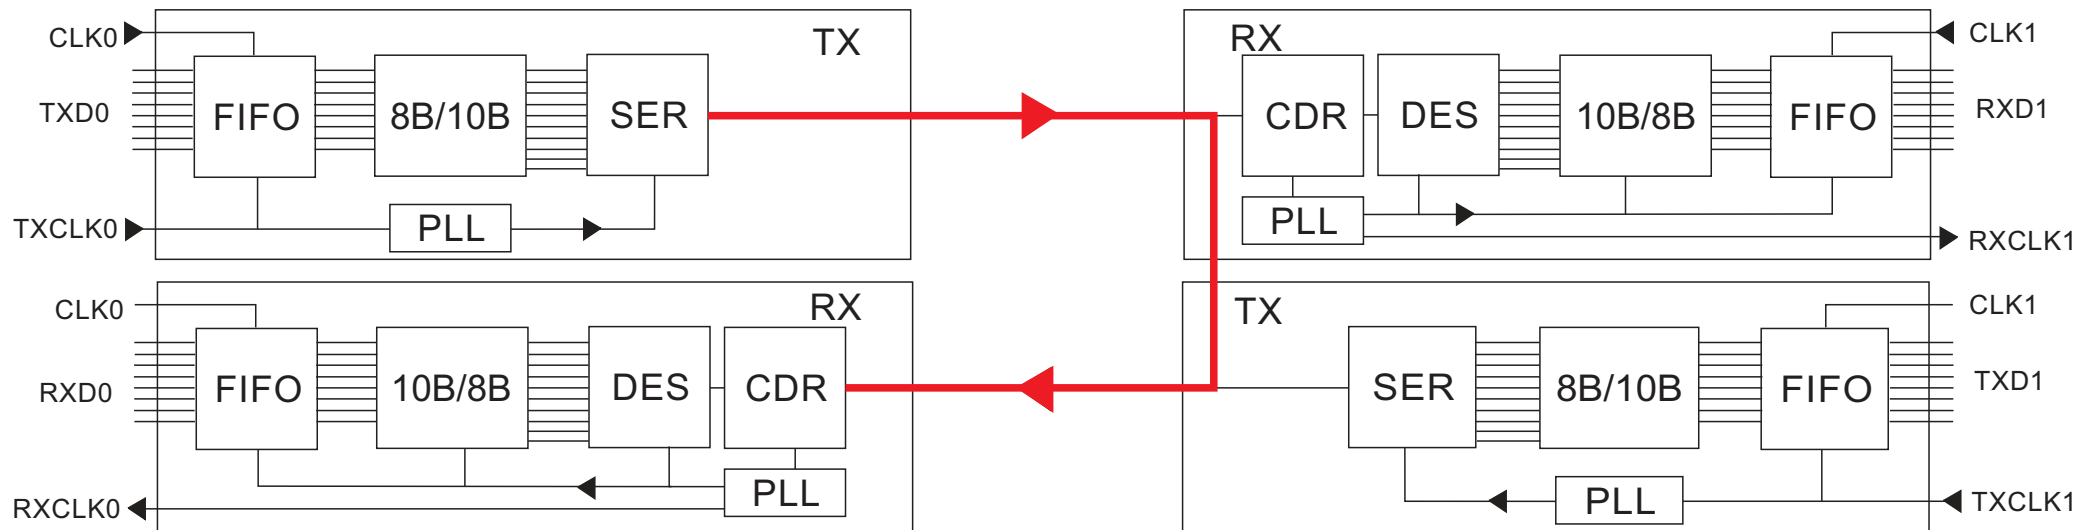 CLK0
TX
FIFO
8B/10B
SER
TXD0
TXCLK0
PLL
RX
CLK1
CDR
DES
10B/8B
FIFO
RXD1
PLL
RXCLK1
CLK0
RX
FIFO
10B/8B
DES
CDR
RXD0
PLL
RXCLK0
TX
CLK1
SER
8B/10B
FIFO
TXD1
PLL
TXCLK1